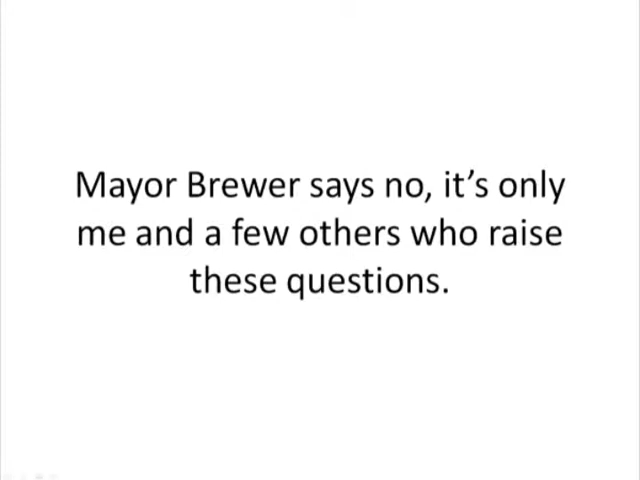 Mayor Brewer says no, it’s only
me and a few others who raise
these questions.